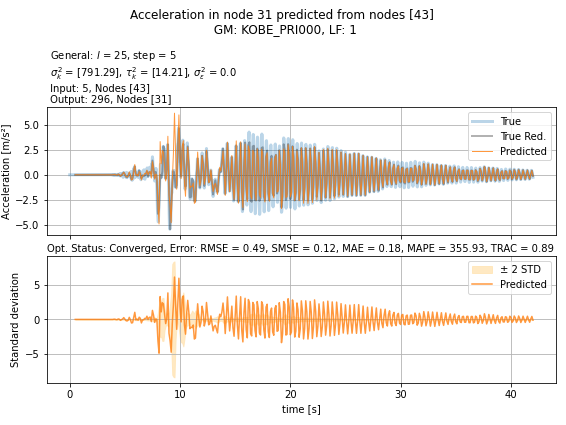 Acceleration in node 31 predicted from nodes [43]
GM: KOBE_PRI000, LF: 1
General: l = 25, step = 5
σ²ₖ = [791.29], τ²ₖ = [14.21], σ²ε = 0.0
Input: 5, Nodes [43]
Output: 296, Nodes [31]
Acceleration [m/s²]
5.0
2.5
0.0
−2.5
−5.0
True
True Red.
Predicted
Opt. Status: Converged, Error: RMSE = 0.49, SMSE = 0.12, MAE = 0.18, MAPE = 355.93, TRAC = 0.89
Standard deviation
5
0
−5
± 2 STD
Predicted
0
10
20
30
40
time [s]